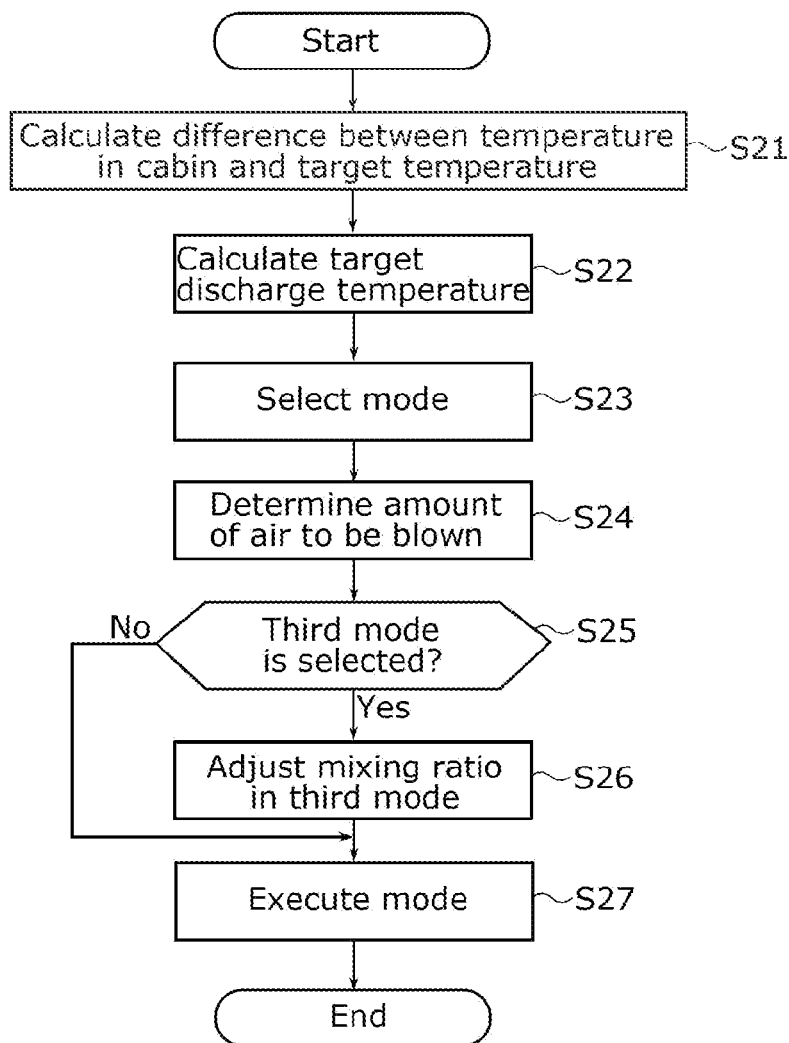 Start
Calculate difference between temperature
in cabin and target temperature
S21
Calculate target
discharge temperature
S22
Select mode
S23
Determine amount
of air to be blown
S24
No
Third mode
is selected?
S25
Yes
Adjust mixing ratio
in third mode
S26
Execute mode
S27
End